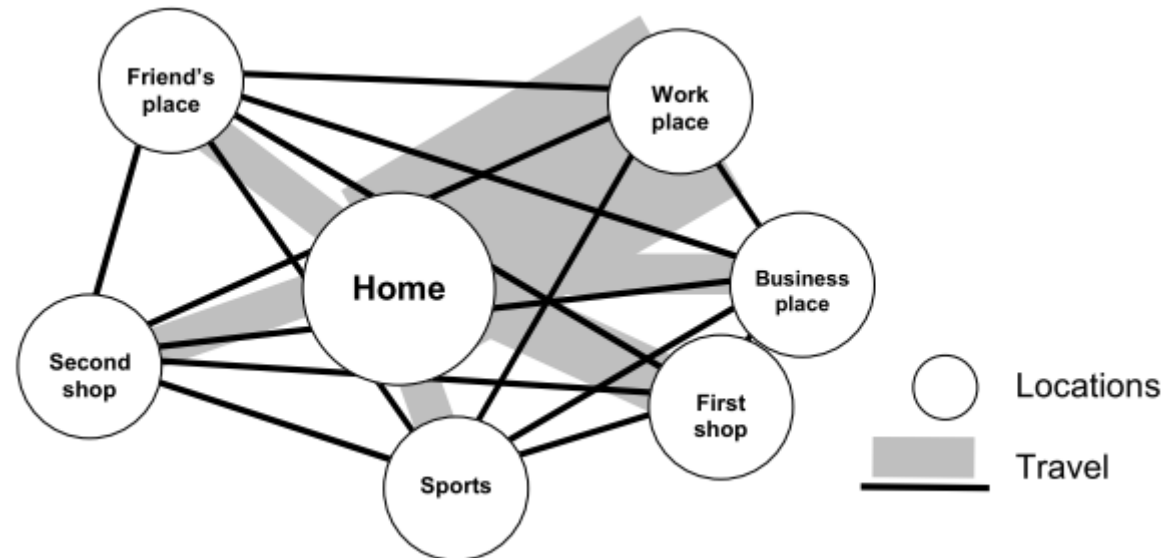 Friend's
place
Work
place
Home
Business
place
Second
shop
First
shop
Sports
Locations
Travel